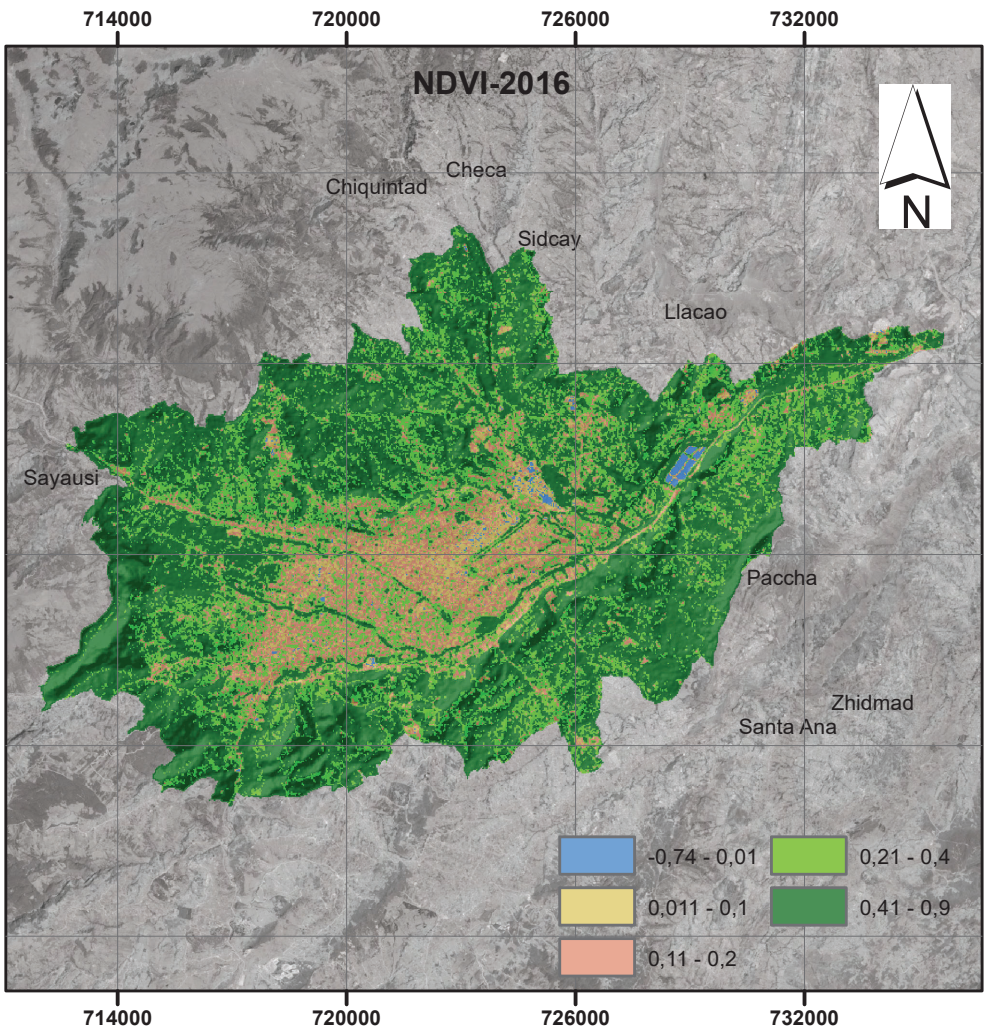 714000 720000 726000 732000
NDVI-2016
Checa
Chiquintad
Sidcay
Llacao
Sayausi
Paccha
Zhidmad
Santa Ana
N
-0,74 - 0,01
0,21 - 0,4
0,011 - 0,1
0,41 - 0,9
0,11 - 0,2
714000 720000 726000 732000